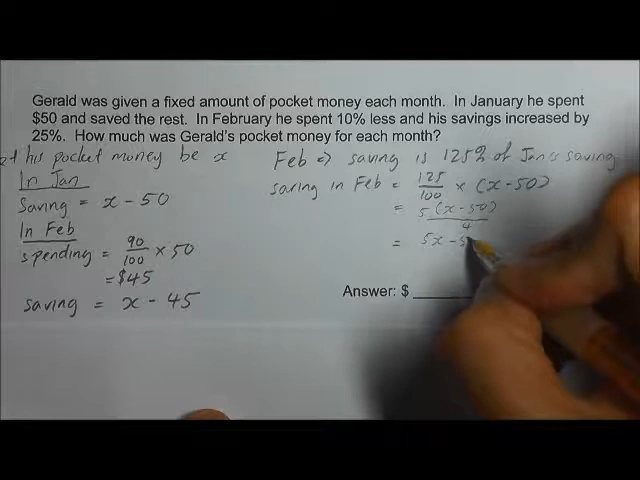 Gerald was given a fixed amount of pocket money each month. In January he spent
$50 and saved the rest. In February he spent 10% less and his savings increased by
25%. How much was Gerald's pocket money for each month?
his pocket money be x
In Jan
Saving = x - 50
In Feb
spending = 90/100 × 50
= $45
saving = x - 45
Feb => saving is 125% of Jan's saving
saving in Feb = 125/100 × (x-50)
= 5(x-50)/4
= 5x - 5
Answer: $